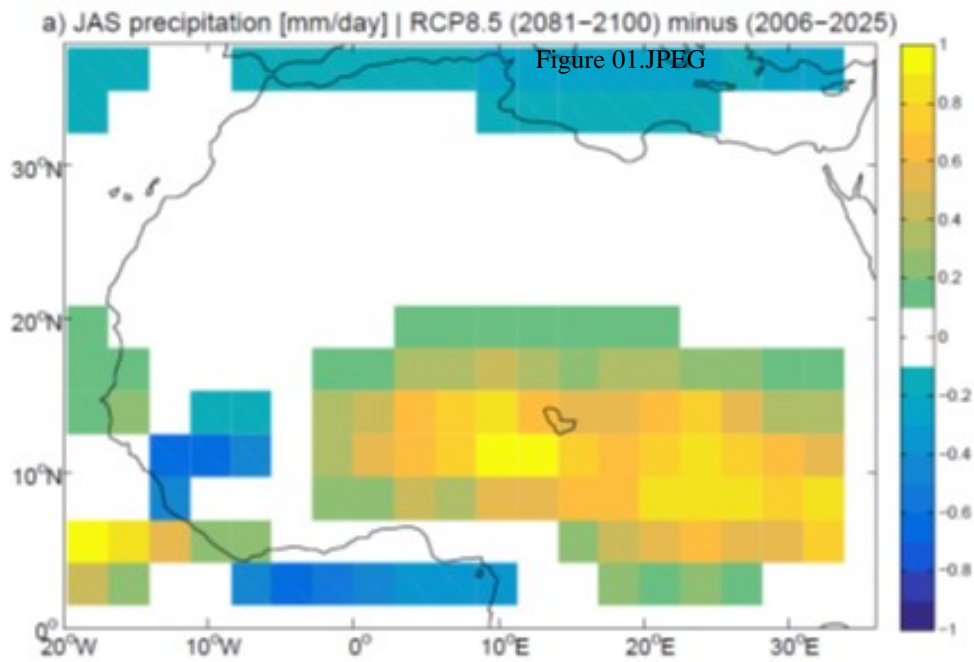 a) JAS precipitation [mm/day] | RCP8.5 (2081−2100) minus (2006−2025)
Figure 01.JPEG
1
0.8
0.6
0.4
0.2
0
−0.2
−0.4
−0.6
−0.8
−1
30°N
20°N
10°N
0°
20°W
10°W
0°
10°E
20°E
30°E